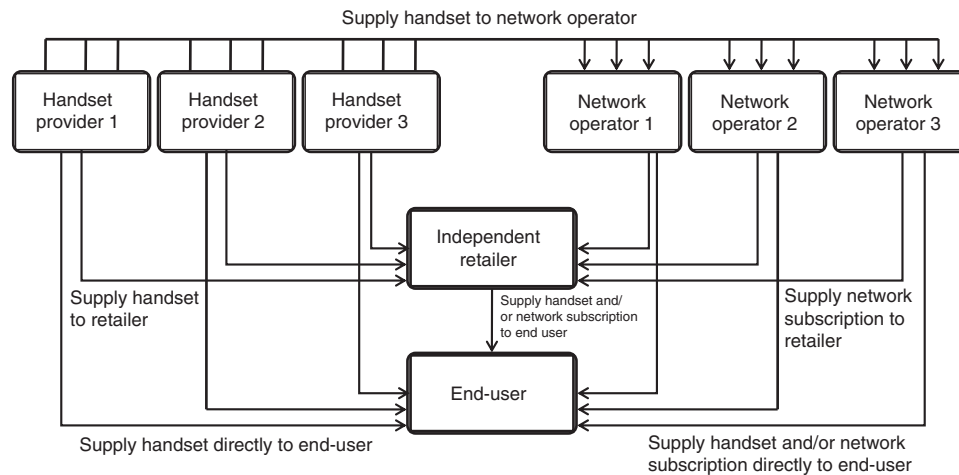 Supply handset to network operator
Handset
provider 1
Handset
provider 2
Handset
provider 3
Network
operator 1
Network
operator 2
Network
operator 3
Independent
retailer
Supply handset
to retailer
Supply handset and/
or network subscription
to end user
Supply network
subscription to
retailer
End-user
Supply handset directly to end-user
Supply handset and/or network
subscription directly to end-user